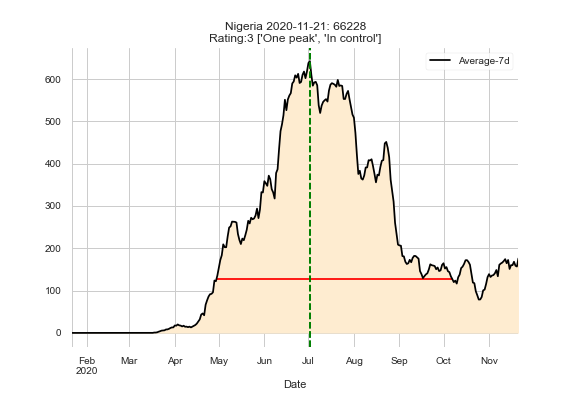 Nigeria 2020-11-21: 66228
Rating:3 ['One peak', 'In control']
Average-7d
600
500
400
300
200
100
0
Feb Mar Apr May Jun Jul Aug Sep Oct Nov
2020
Date